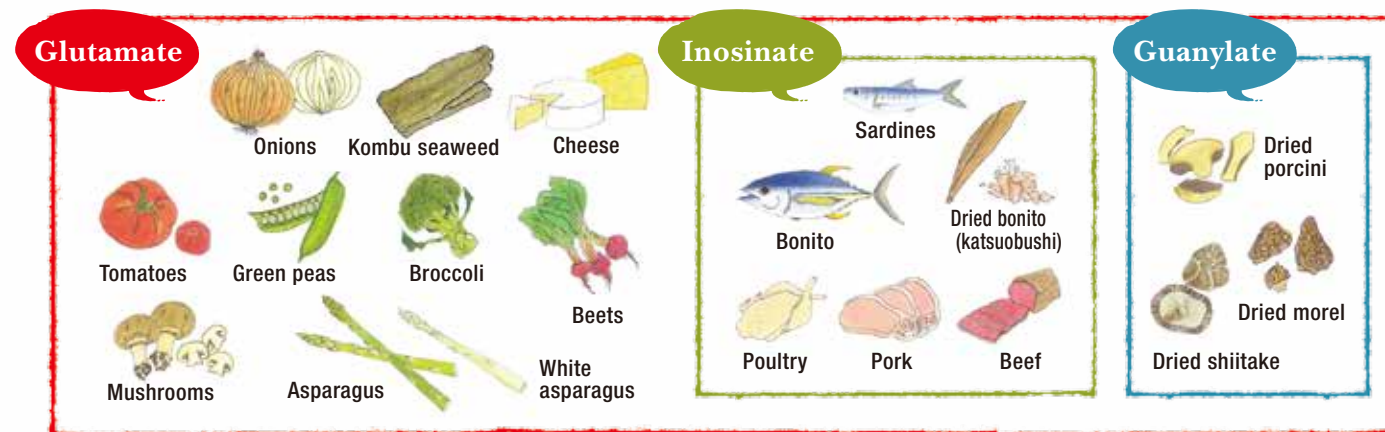 Glutamate
Onions
Kombu seaweed
Cheese
Tomatoes
Green peas
Broccoli
Beets
Mushrooms
Asparagus
White
asparagus
Inosinate
Sardines
Bonito
Dried bonito
(katsuobushi)
Poultry
Pork
Beef
Guanylate
Dried
porcini
Dried morel
Dried shiitake